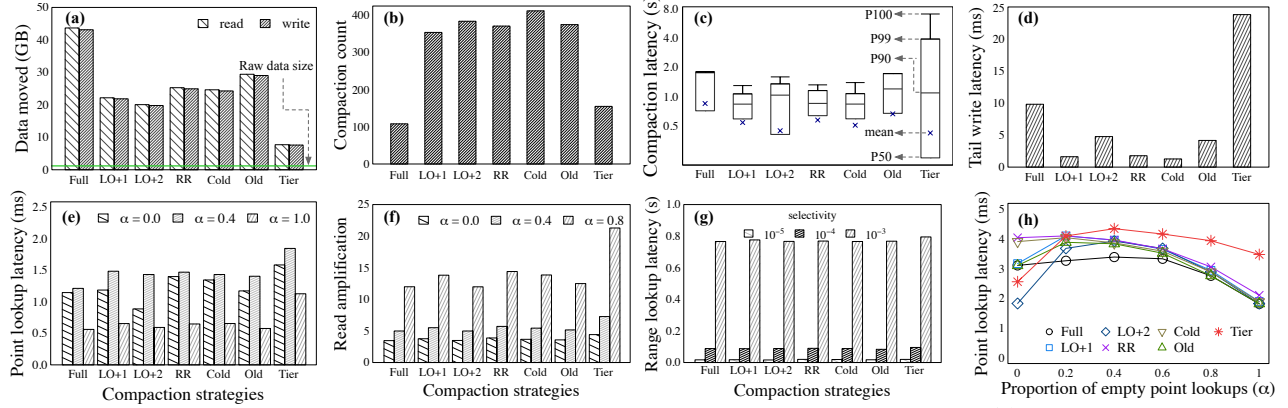 (a)
read
write
Raw data size
Data moved (GB)
50
40
30
20
10
0
Full
LO+1
LO+2
RR
Cold
Old
Tier
(b)
Compaction count
400
300
200
100
0
Full
LO+1
LO+2
RR
Cold
Old
Tier
(c)
Compaction latency (s)
8.0
4.0
2.0
1.0
0.5
P100
P99
P90
mean
P50
Full
LO+1
LO+2
RR
Cold
Old
Tier
(d)
Tail write latency (ms)
25
20
15
10
5
0
Full
LO+1
LO+2
RR
Cold
Old
Tier
(e)
α = 0.0
α = 0.4
α = 1.0
Point lookup latency (ms)
2.5
2.0
1.5
1.0
0.5
0.0
Full
LO+1
LO+2
RR
Cold
Old
Tier
Compaction strategies
(f)
α = 0.0
α = 0.4
α = 0.8
Read amplification
25
20
15
10
5
0
Full
LO+1
LO+2
RR
Cold
Old
Tier
Compaction strategies
(g)
selectivity
10⁻⁵
10⁻⁴
10⁻³
Range lookup latency (s)
1.0
0.8
0.6
0.4
0.2
0.0
Full
LO+1
LO+2
RR
Cold
Old
Tier
Compaction strategies
(h)
Point lookup latency (ms)
5
4
3
2
1
0
Full
LO+2
Cold
Tier
LO+1
RR
Old
0
0.2
0.4
0.6
0.8
1
Proportion of empty point lookups (α)